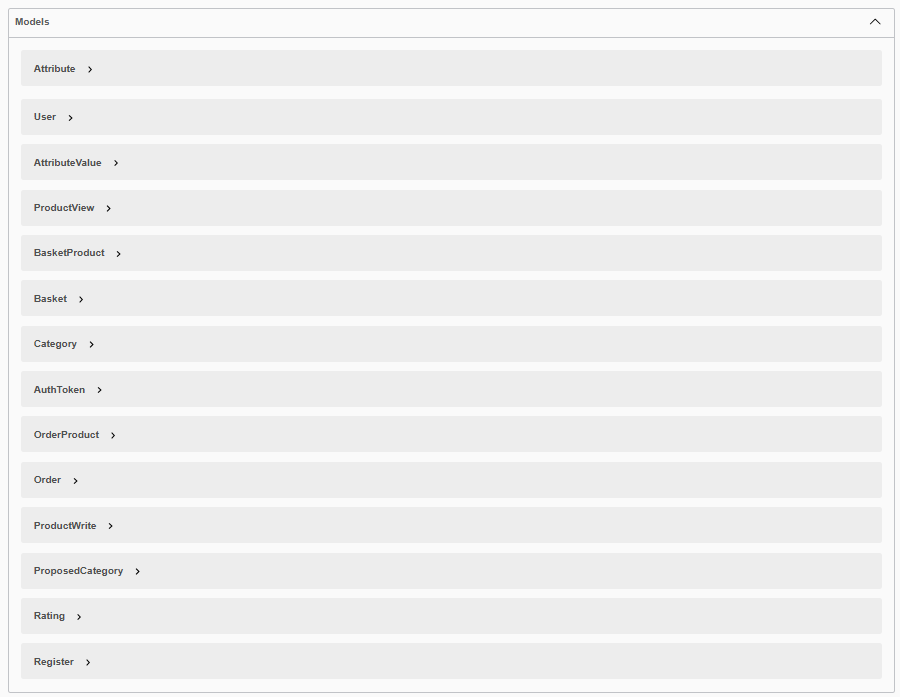 Models
Attribute
User
AttributeValue
ProductView
BasketProduct
Basket
Category
AuthToken
OrderProduct
Order
ProductWrite
ProposedCategory
Rating
Register